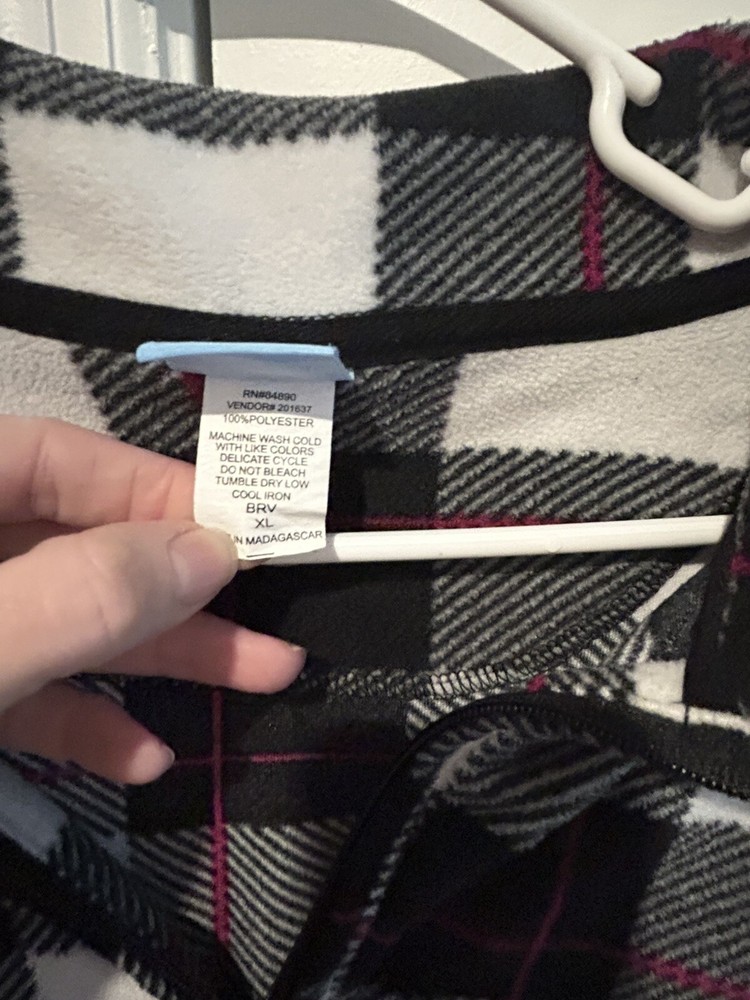 RN#84890
VENDOR# 201637
100%POLYESTER
MACHINE WASH COLD
WITH LIKE COLORS
DELICATE CYCLE
DO NOT BLEACH
TUMBLE DRY LOW
COOL IRON
BRV
XL
IN MADAGASCAR